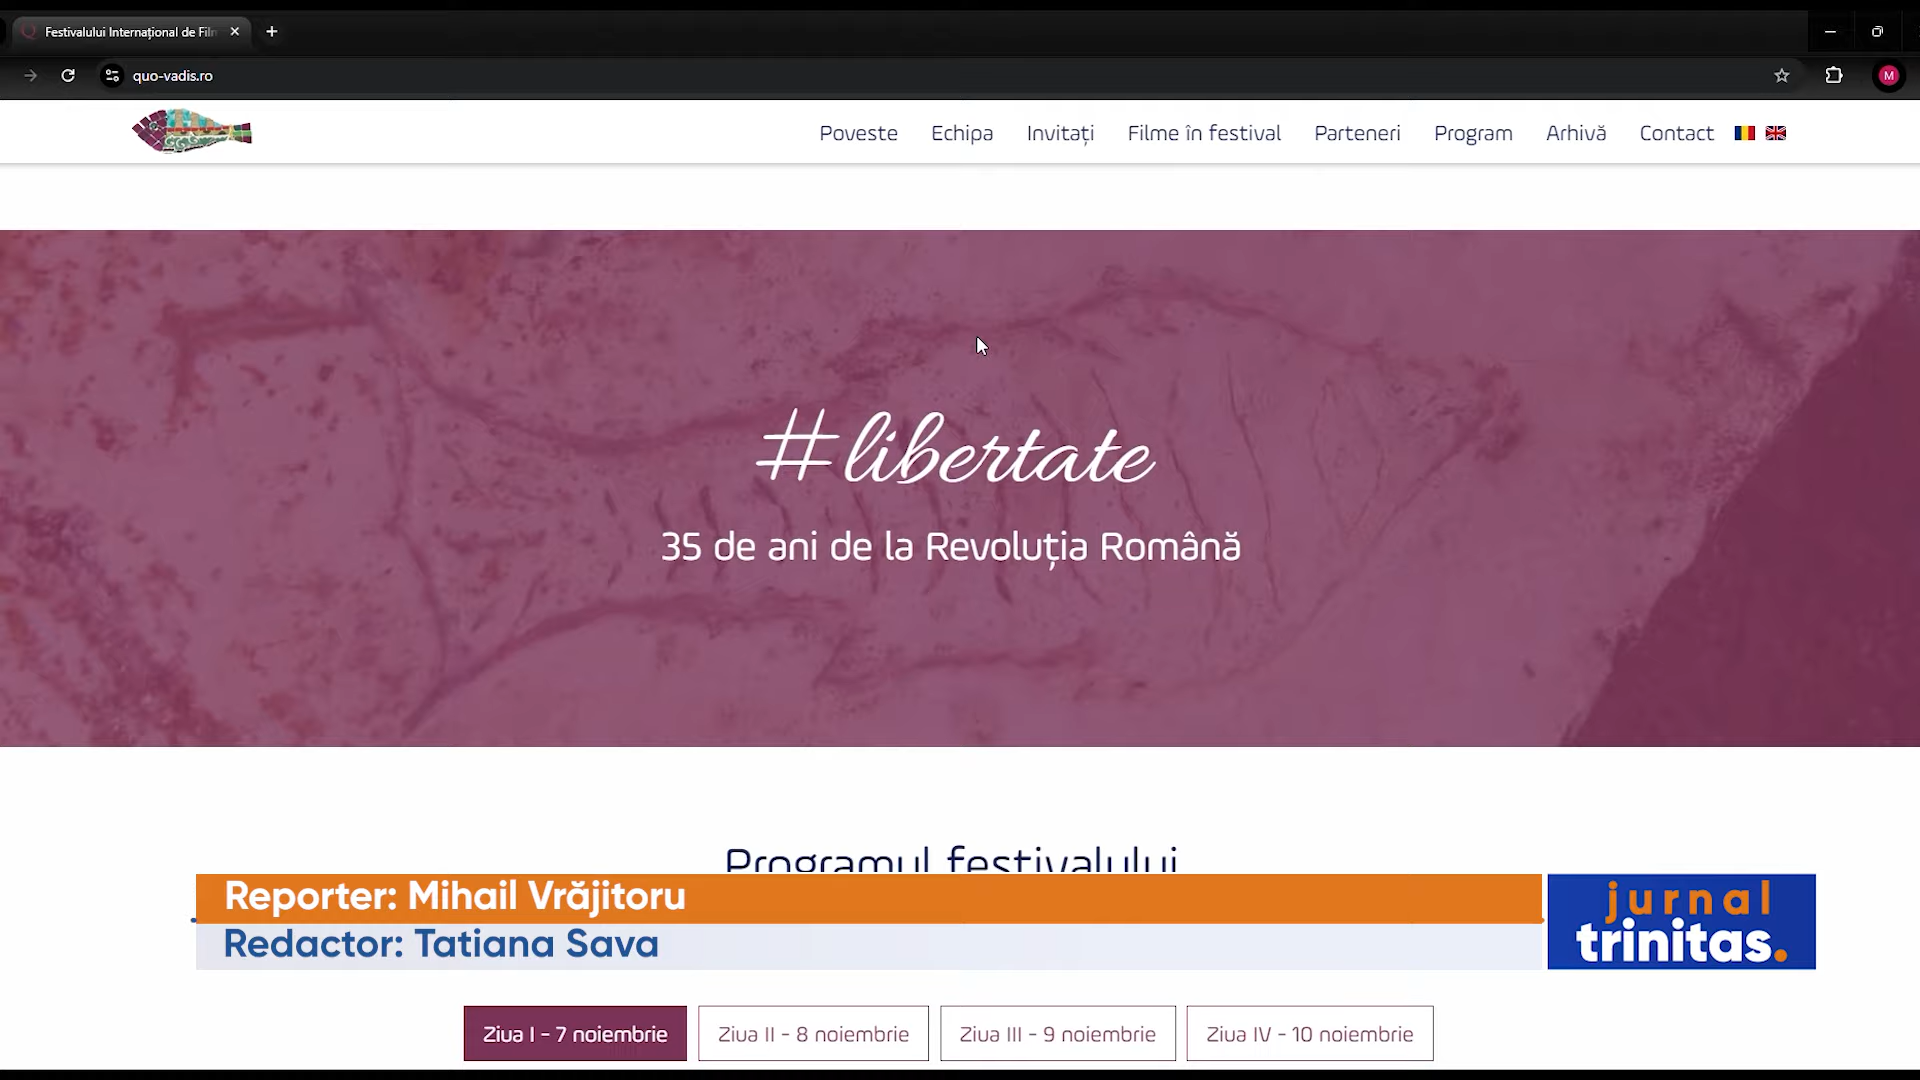 Festivalului Internațional de Film
quo-vadis.ro
M
Poveste Echipa Invitați Filme în festival Parteneri Program Arhivă Contact
#libertate
35 de ani de la Revoluția Română
Programul festivalului
Reporter: Mihail Vrăjitoru
Redactor: Tatiana Sava
jurnal
trinitas.
Ziua I - 7 noiembrie Ziua II - 8 noiembrie Ziua III - 9 noiembrie Ziua IV - 10 noiembrie